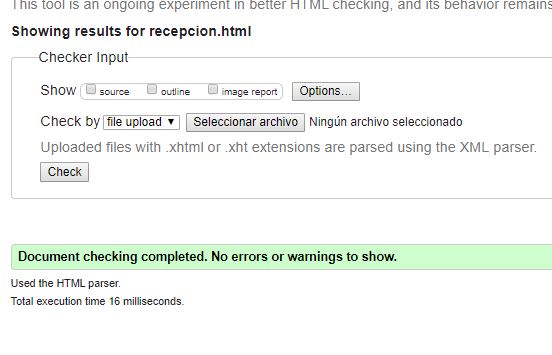 This tool is an ongoing experiment in better HTML checking, and its behavior remains
Showing results for recepcion.html
Checker Input
Show source outline image report Options...
Check by file upload Seleccionar archivo Ningún archivo seleccionado
Uploaded files with .xhtml or .xht extensions are parsed using the XML parser.
Check
Document checking completed. No errors or warnings to show.
Used the HTML parser.
Total execution time 16 milliseconds.